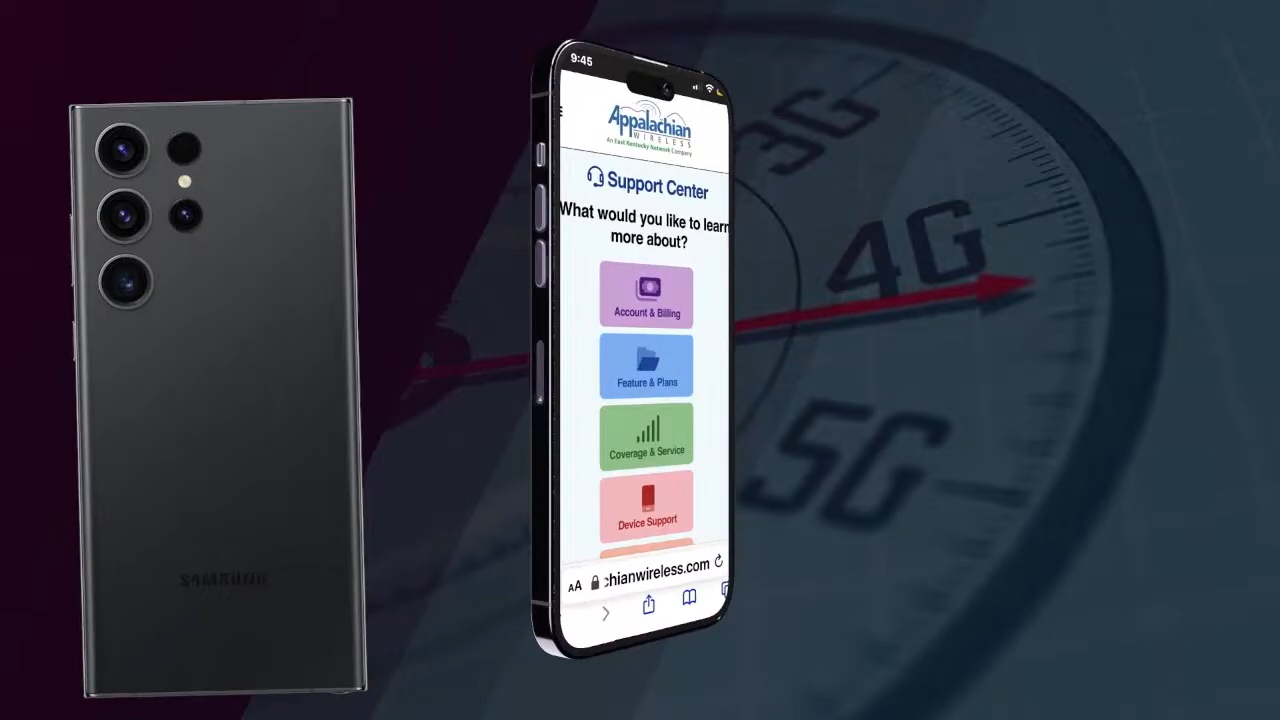 SAMSUNG
9:45
Appalachian
WIRELESS
An East Kentucky Network Company
Support Center
What would you like to learn
more about?
Account & Billing
Feature & Plans
Coverage & Service
Device Support
AA
chianwireless.com
3G
4G
5G